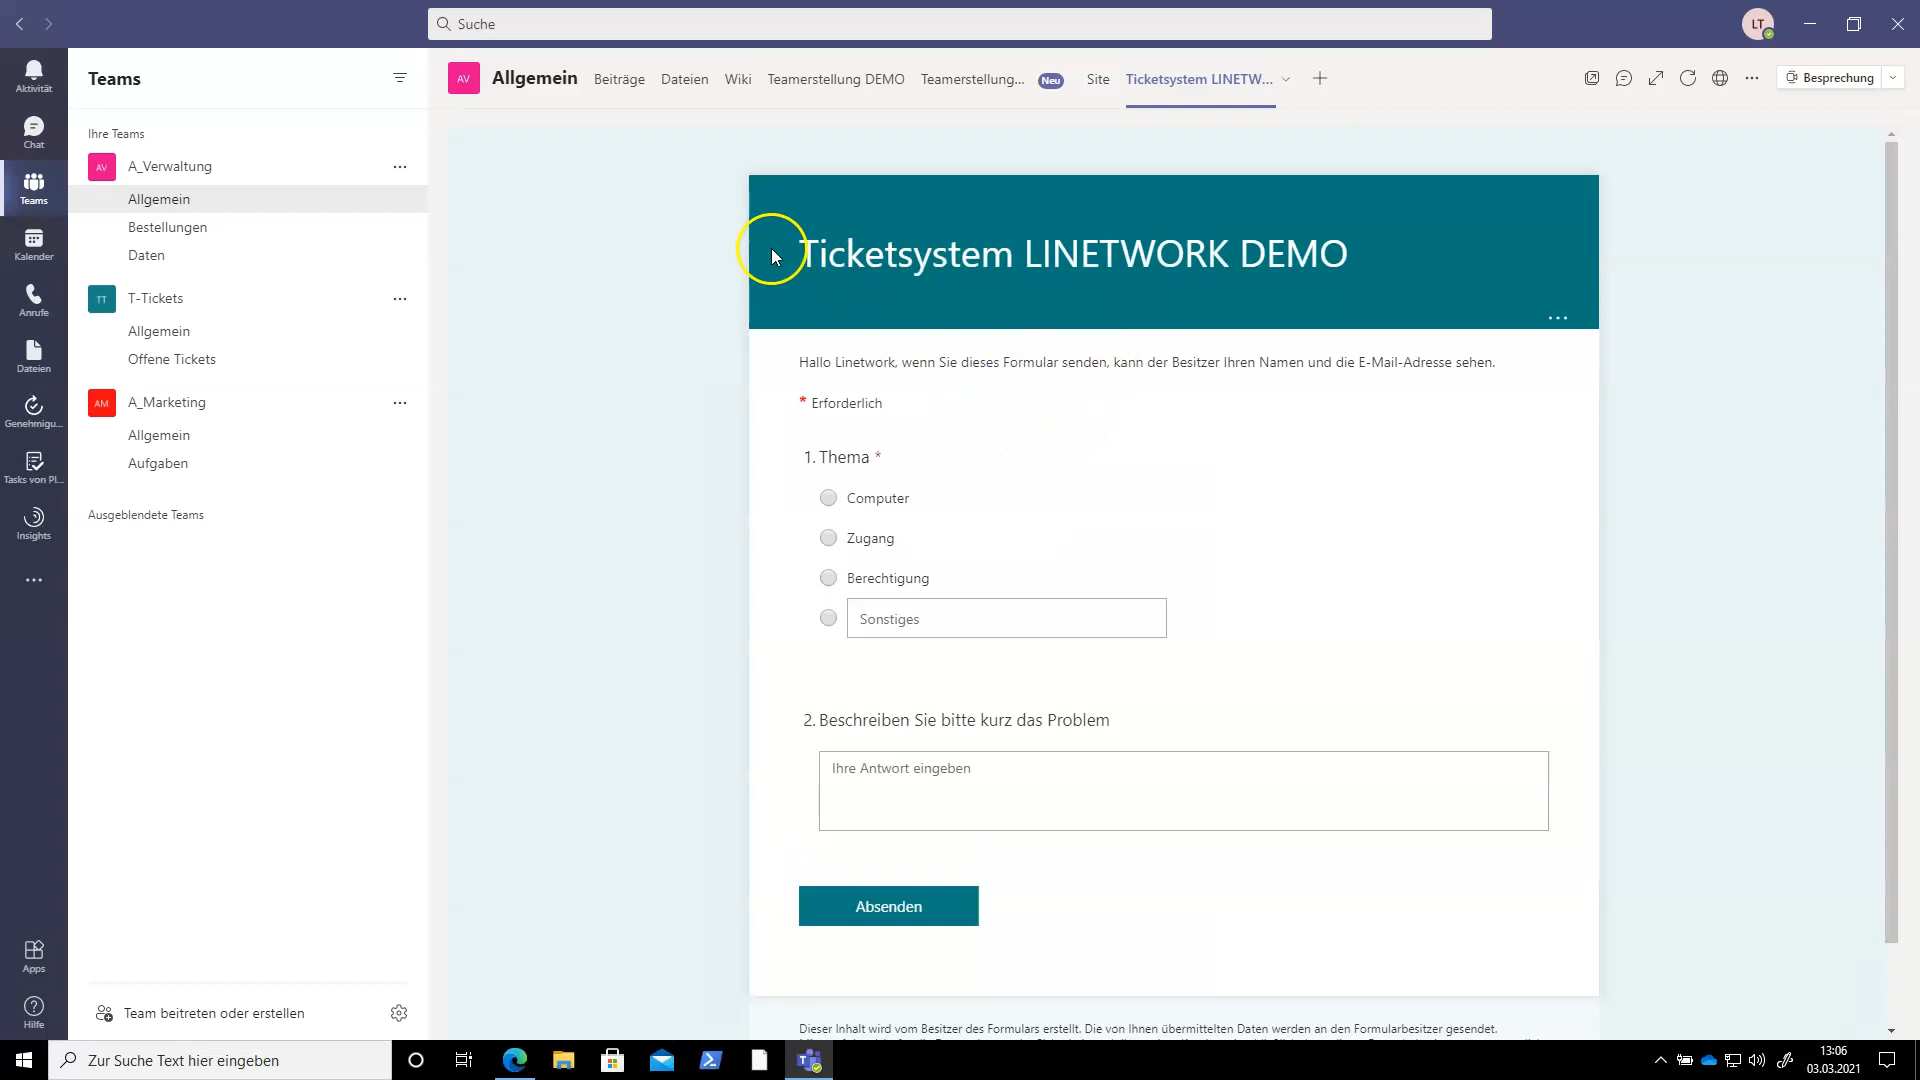 Suche
LT
Aktivität
Chat
Teams
Kalender
Anrufe
Dateien
Genehmigu...
Tasks von Pl...
Insights
Apps
Hilfe
Teams
Ihre Teams
AV A_Verwaltung
Allgemein
Bestellungen
Daten
TT T-Tickets
Allgemein
Offene Tickets
AM A_Marketing
Allgemein
Aufgaben
Ausgeblendete Teams
Team beitreten oder erstellen
AV Allgemein Beiträge Dateien Wiki Teamerstellung DEMO Teamerstellung... Neu Site Ticketsystem LINETW... Besprechung
Ticketsystem LINETWORK DEMO
Hallo Linetwork, wenn Sie dieses Formular senden, kann der Besitzer Ihren Namen und die E-Mail-Adresse sehen.
* Erforderlich
1. Thema *
Computer
Zugang
Berechtigung
Sonstiges
2. Beschreiben Sie bitte kurz das Problem
Ihre Antwort eingeben
Absenden
Dieser Inhalt wird vom Besitzer des Formulars erstellt. Die von Ihnen übermittelten Daten werden an den Formularbesitzer gesendet.
Zur Suche Text hier eingeben
13:06
03.03.2021